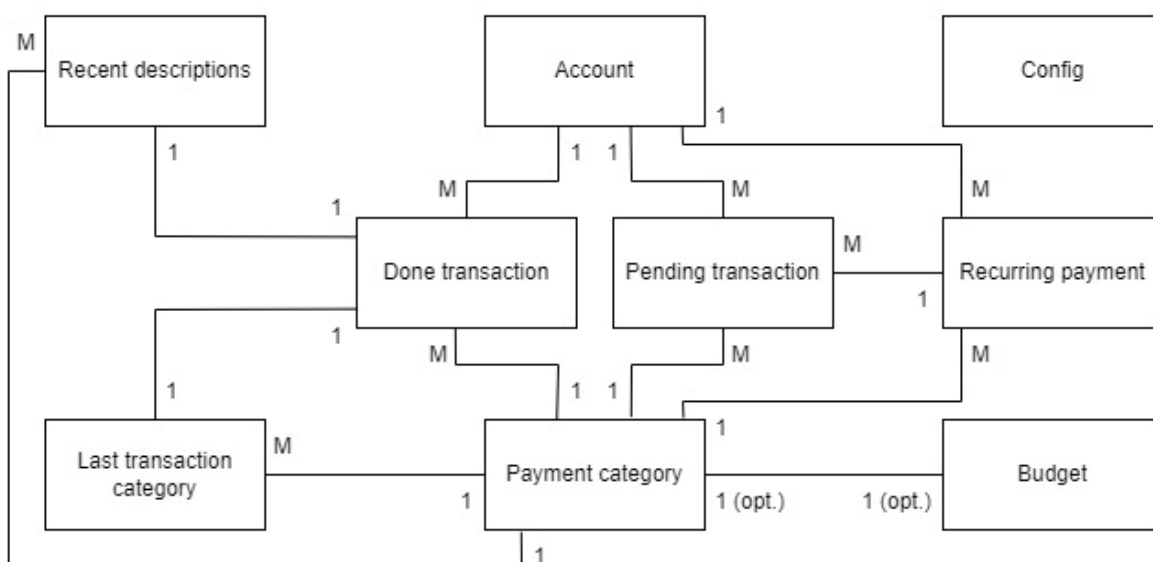 M
Recent descriptions
Account
Config
1
1
1
1
M
M
M
1
Done transaction
Pending transaction
M
1
Recurring payment
1
M
M
M
1
1
1
1
Last transaction
category
M
1
Payment category
1 (opt.)
1 (opt.)
Budget
1